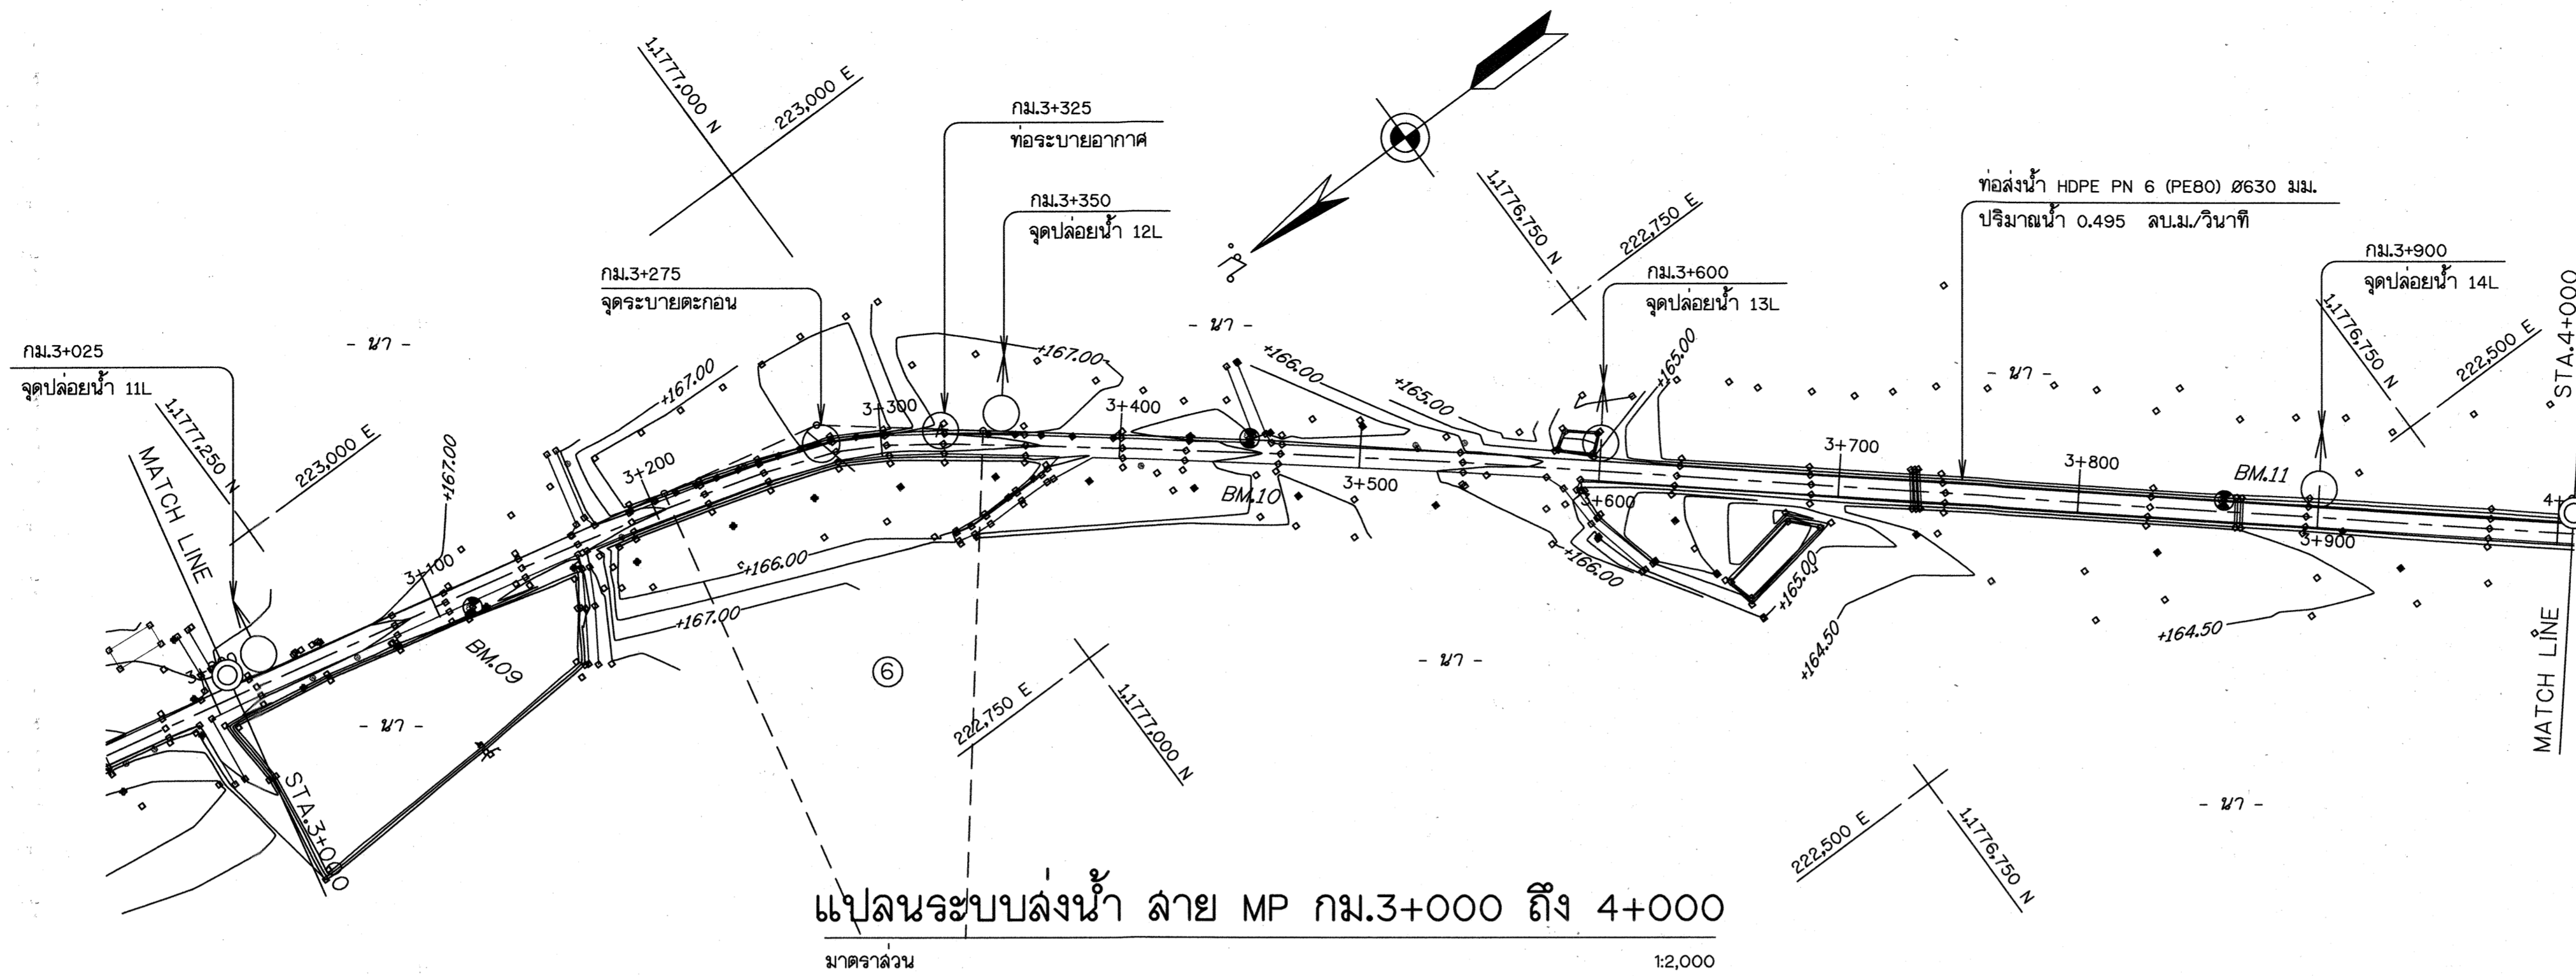 1,1777,000 N
223,000 E
กม.3+325
ท่อระบายอากาศ
กม.3+350
จุดปล่อยน้ำ 12L
น.
1,1776,750 N
222,750 E
ท่อส่งน้ำ HDPE PN 6 (PE80) Ø630 มม.
ปริมาณน้ำ 0.495 ลบ.ม./วินาที
กม.3+900
จุดปล่อยน้ำ 14L
กม.3+275
จุดระบายตะกอน
กม.3+600
จุดปล่อยน้ำ 13L
1,1776,750 N
222,500 E
STA.4+000
กม.3+025
จุดปล่อยน้ำ 11L
- นา -
- นา -
- นา -
1,1777,250 N
223,000 E
MATCH LINE
+167.00
+167.00
+167.00
+166.00
+165.00
+165.00
3+100
3+200
3+300
3+400
3+500
3+600
3+700
3+800
3+900
4+
BM.09
BM.10
BM.11
+166.00
+167.00
+166.00
+165.00
+164.50
+164.50
6
- นา -
- นา -
- นา -
222,750 E
1,1777,000 N
222,500 E
1,1776,750 N
STA.3+000
MATCH LINE
แปลนระบบส่งน้ำ สาย MP กม.3+000 ถึง 4+000
มาตราส่วน 1:2,000